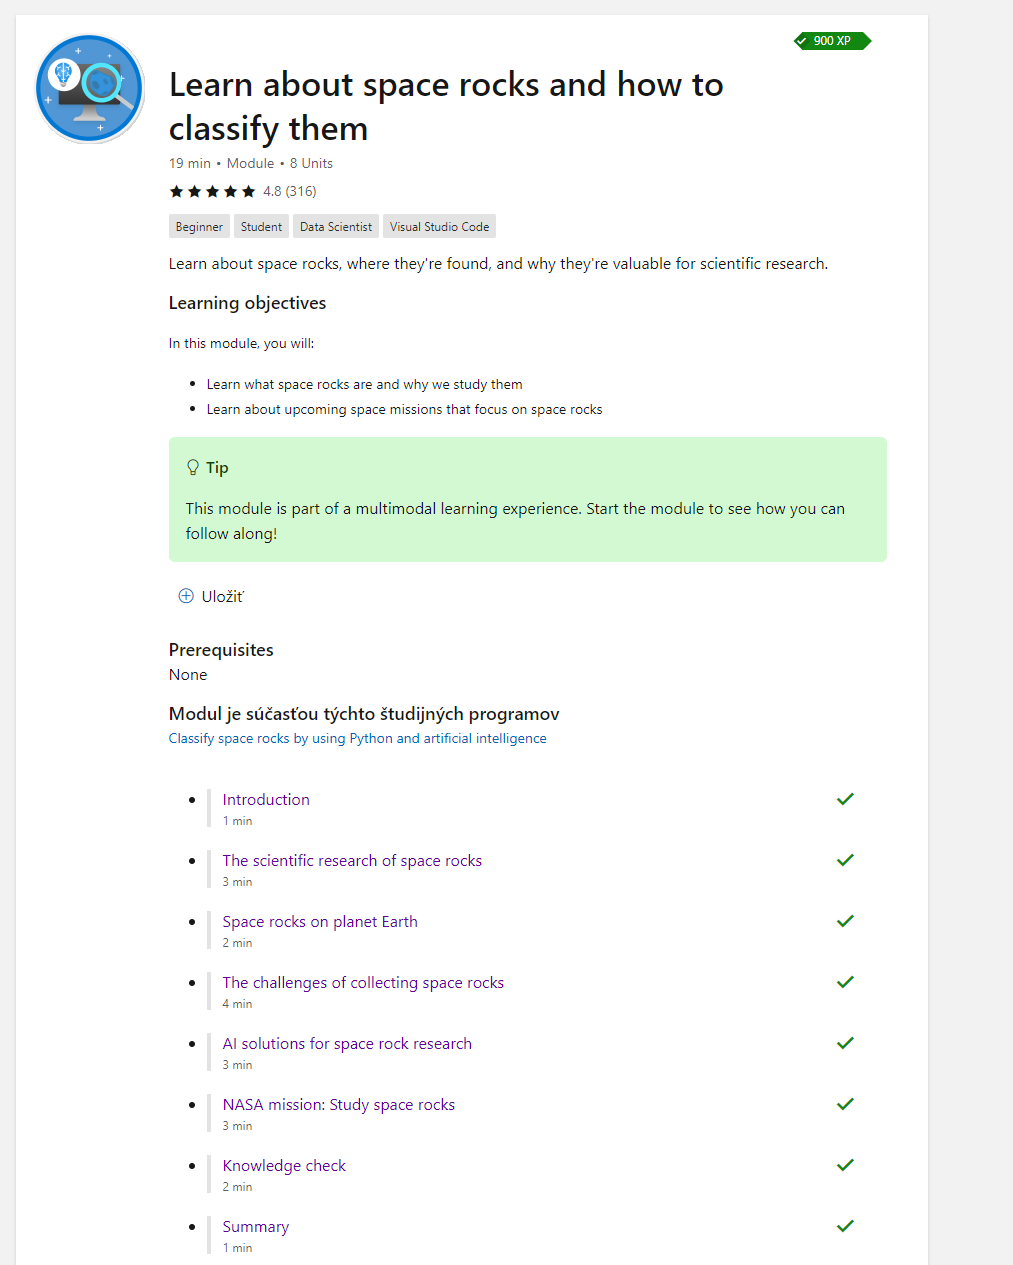 900 XP
Learn about space rocks and how to
classify them
19 min • Module • 8 Units
4.8 (316)
Beginner Student Data Scientist Visual Studio Code
Learn about space rocks, where they're found, and why they're valuable for scientific research.
Learning objectives
In this module, you will:
• Learn what space rocks are and why we study them
• Learn about upcoming space missions that focus on space rocks
Tip
This module is part of a multimodal learning experience. Start the module to see how you can
follow along!
Uložiť
Prerequisites
None
Modul je súčasťou týchto študijných programov
Classify space rocks by using Python and artificial intelligence
• Introduction
1 min
• The scientific research of space rocks
3 min
• Space rocks on planet Earth
2 min
• The challenges of collecting space rocks
4 min
• AI solutions for space rock research
3 min
• NASA mission: Study space rocks
3 min
• Knowledge check
2 min
• Summary
1 min